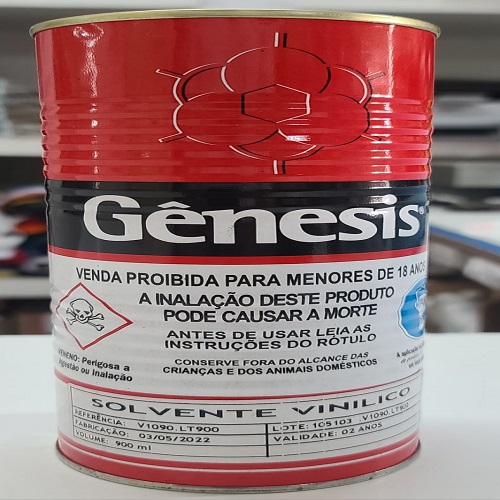 Gênesis®
VENDA PROIBIDA PARA MENORES DE 18 ANOS
A INALAÇÃO DESTE PRODUTO
PODE CAUSAR A MORTE
ANTES DE USAR LEIA AS
INSTRUÇÕES DO RÓTULO
CONSERVE FORA DO ALCANCE DAS
CRIANÇAS E DOS ANIMAIS DOMÉSTICOS
VENENO: Perigosa a
ingestão ou Inalação
SOLVENTE VINILICO
REFERÊNCIA: V1090.LT900
LOTE: 105103 .V1090.LT900
FABRICAÇÃO: 03/05/2022
VALIDADE: 02 ANOS
VOLUME: 900 ml